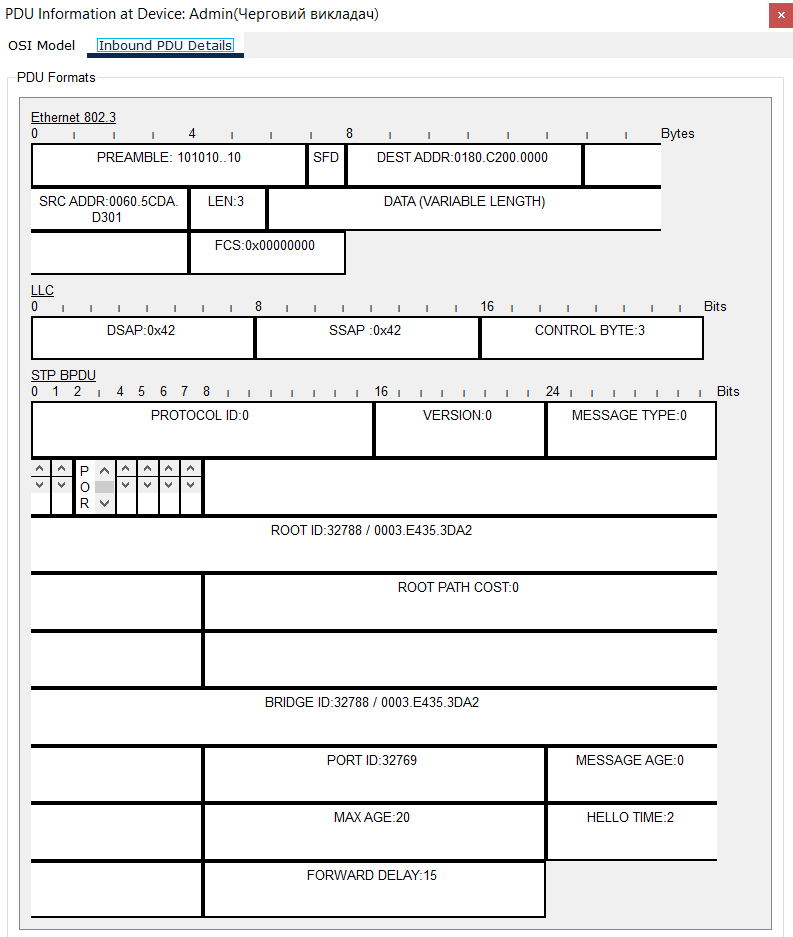 PDU Information at Device: Admin(Черговий викладач)
OSI Model Inbound PDU Details
PDU Formats
Ethernet 802.3
0 4 8 Bytes
PREAMBLE: 101010..10 SFD DEST ADDR:0180.C200.0000
SRC ADDR:0060.5CDA. LEN:3 DATA (VARIABLE LENGTH)
D301
FCS:0x00000000
LLC
0 8 16 Bits
DSAP:0x42 SSAP :0x42 CONTROL BYTE:3
STP BPDU
0 1 2 4 5 6 7 8 16 24 Bits
PROTOCOL ID:0 VERSION:0 MESSAGE TYPE:0
P
O
R
ROOT ID:32788 / 0003.E435.3DA2
ROOT PATH COST:0
BRIDGE ID:32788 / 0003.E435.3DA2
PORT ID:32769 MESSAGE AGE:0
MAX AGE:20 HELLO TIME:2
FORWARD DELAY:15